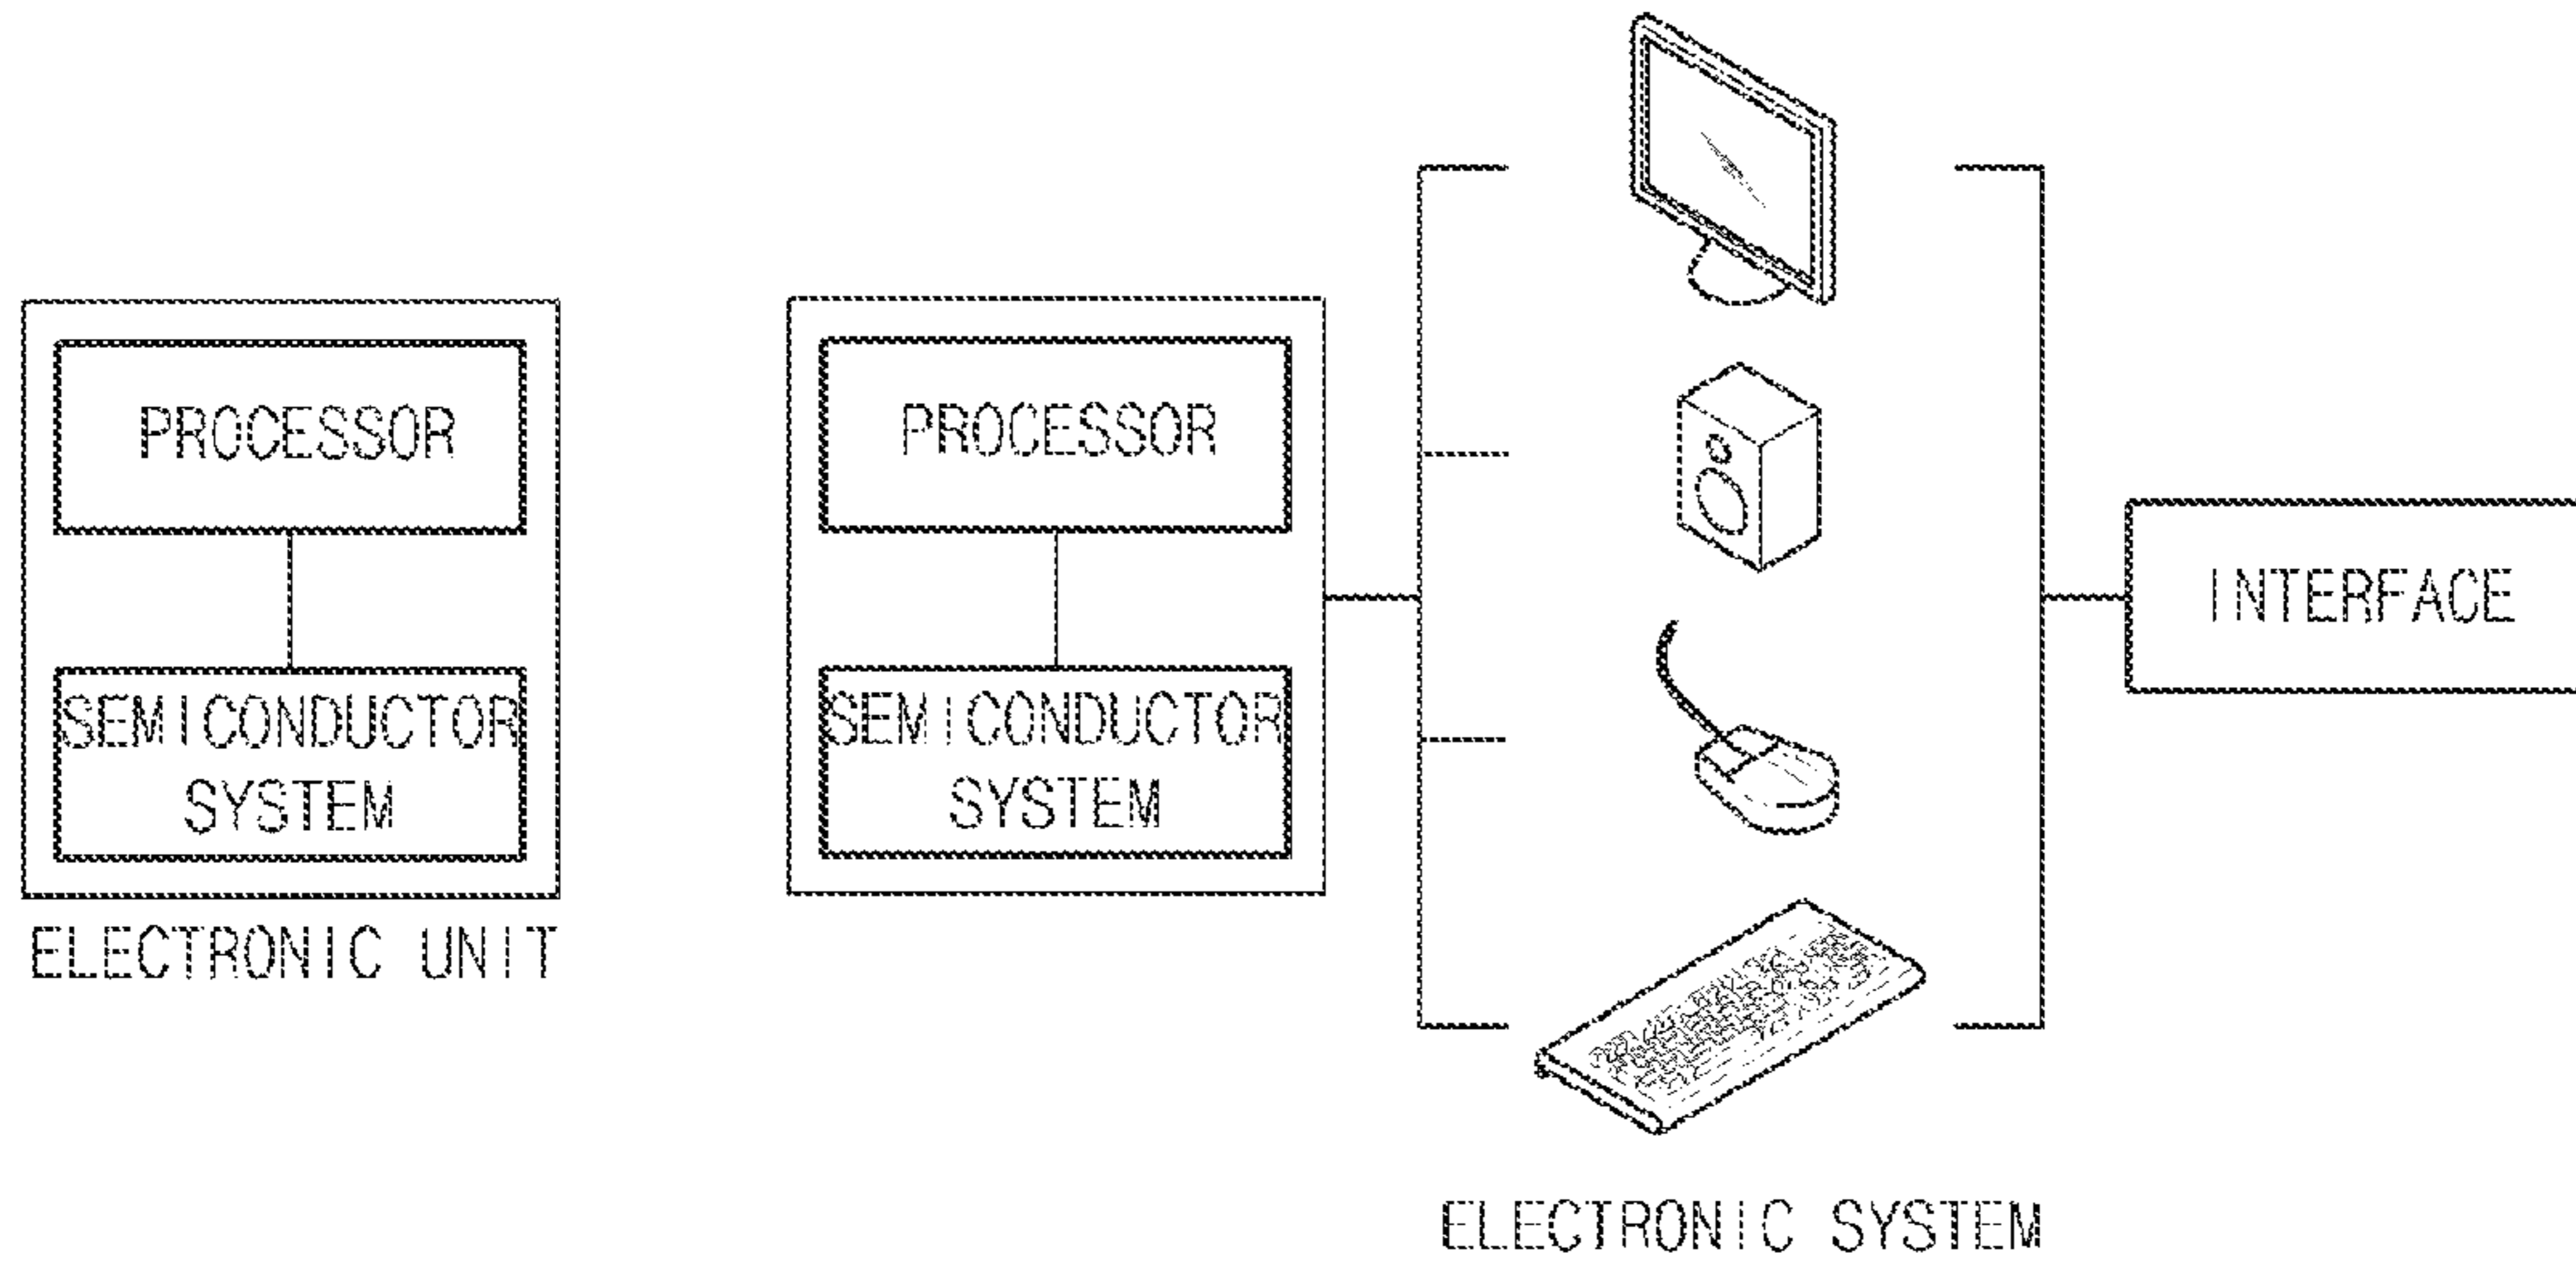 PROCESSOR
SEMICONDUCTOR
SYSTEM
ELECTRONIC UNIT
PROCESSOR
SEMICONDUCTOR
SYSTEM
INTERFACE
ELECTRONIC SYSTEM